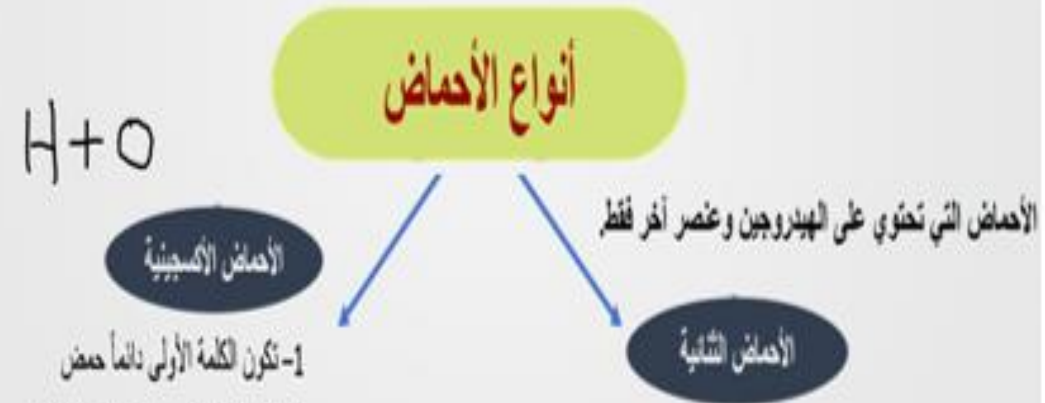 أنواع الأحماض
H+O
الأحماض التي تحتوي على الهيدروجين وعنصر آخر فقط.
الأحماض الأكسجينية
الأحماض الثنائية
1- تكون الكلمة الأولى دائماً حمض